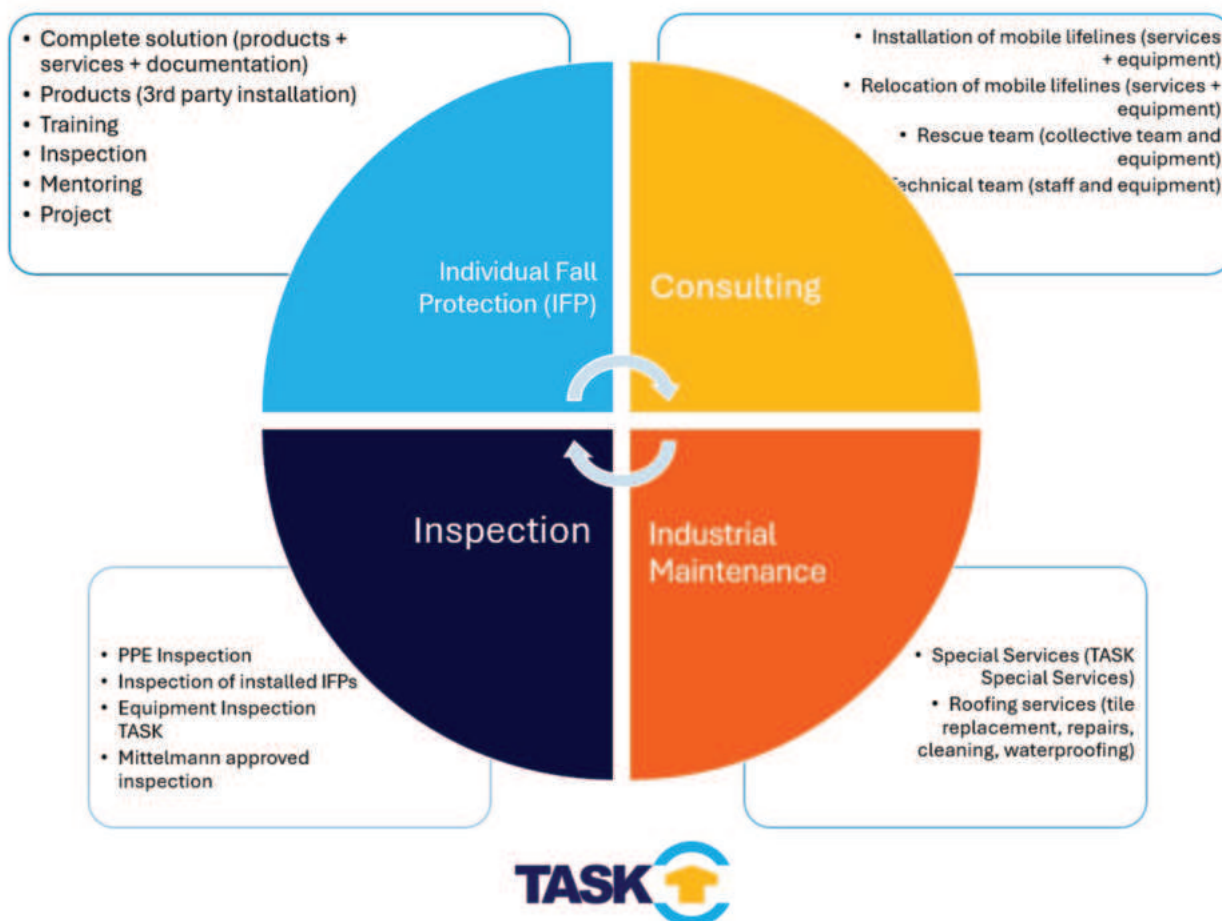 • Complete solution (products +
services + documentation)
• Products (3rd party installation)
• Training
• Inspection
• Mentoring
• Project
• Installation of mobile lifelines (services
+ equipment)
• Relocation of mobile lifelines (services +
equipment)
• Rescue team (collective team and
equipment)
echnical team (staff and equipment)
Individual Fall
Protection (IFP)
Consulting
Inspection
Industrial
Maintenance
• PPE Inspection
• Inspection of installed IFPs
• Equipment Inspection
TASK
• Mittelmann approved
inspection
• Special Services (TASK
Special Services)
• Roofing services (tile
replacement, repairs,
cleaning, waterproofing)
TASK